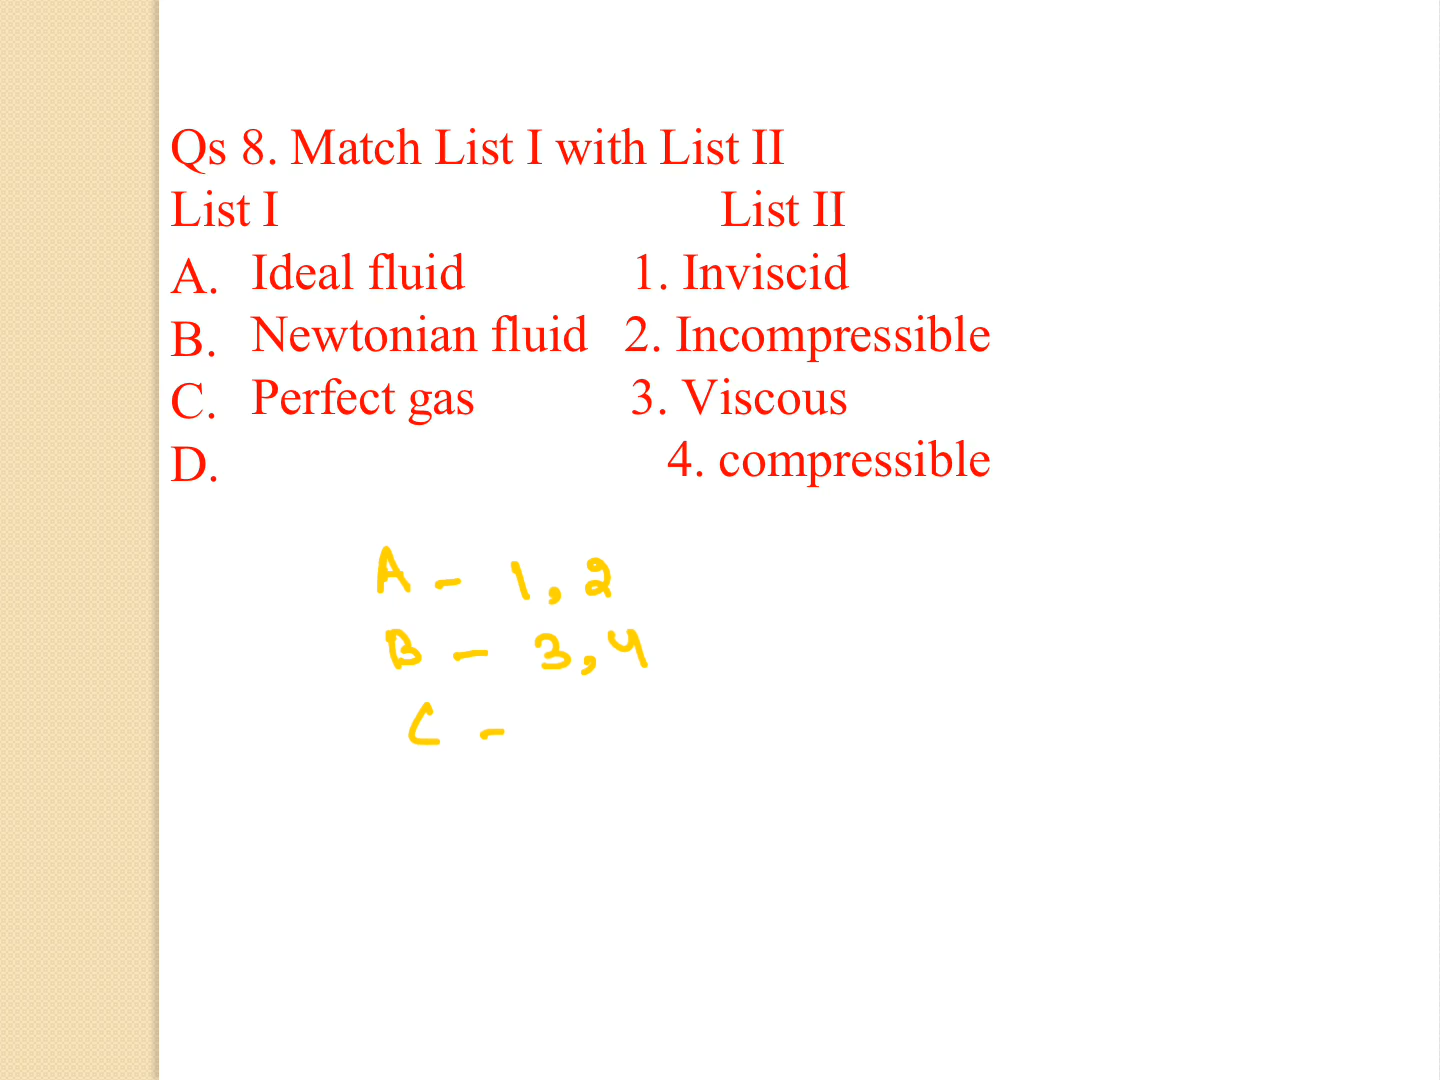 Qs 8. Match List I with List II
List I List II
A. Ideal fluid 1. Inviscid
B. Newtonian fluid 2. Incompressible
C. Perfect gas 3. Viscous
D. 4. compressible
A - 1, 2
B - 3, 4
C -